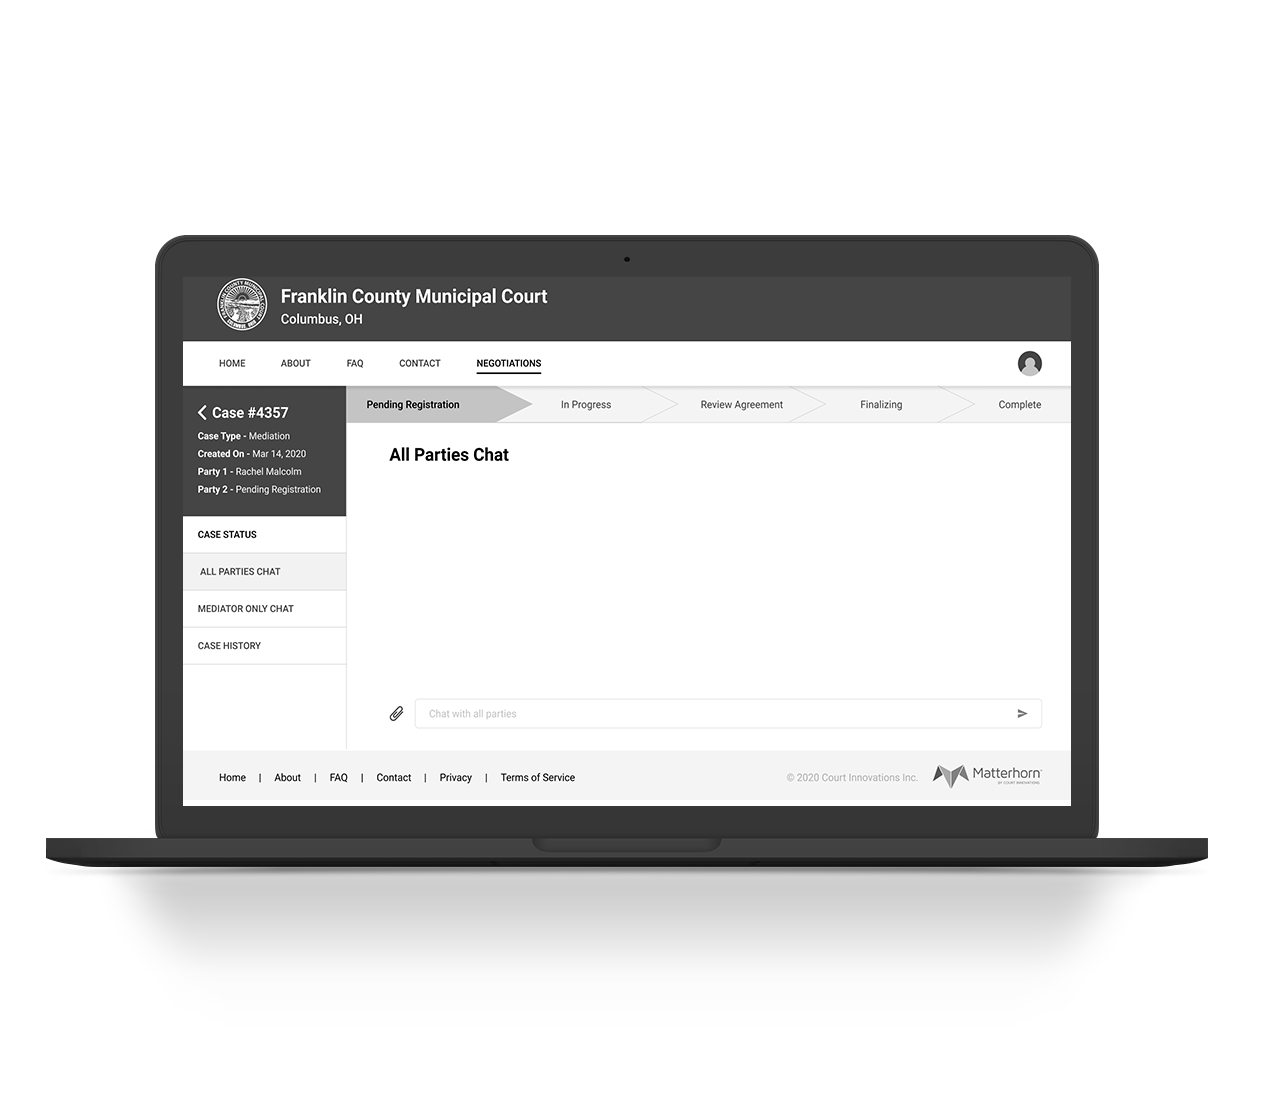 Franklin County Municipal Court
Columbus, OH
HOME ABOUT FAQ CONTACT NEGOTIATIONS
Case #4357
Case Type - Mediation
Created On - Mar 14, 2020
Party 1 - Rachel Malcolm
Party 2 - Pending Registration
CASE STATUS
ALL PARTIES CHAT
MEDIATOR ONLY CHAT
CASE HISTORY
Pending Registration In Progress Review Agreement Finalizing Complete
All Parties Chat
Chat with all parties
Home | About | FAQ | Contact | Privacy | Terms of Service
© 2020 Court Innovations Inc.
Matterhorn
BY COURT INNOVATIONS